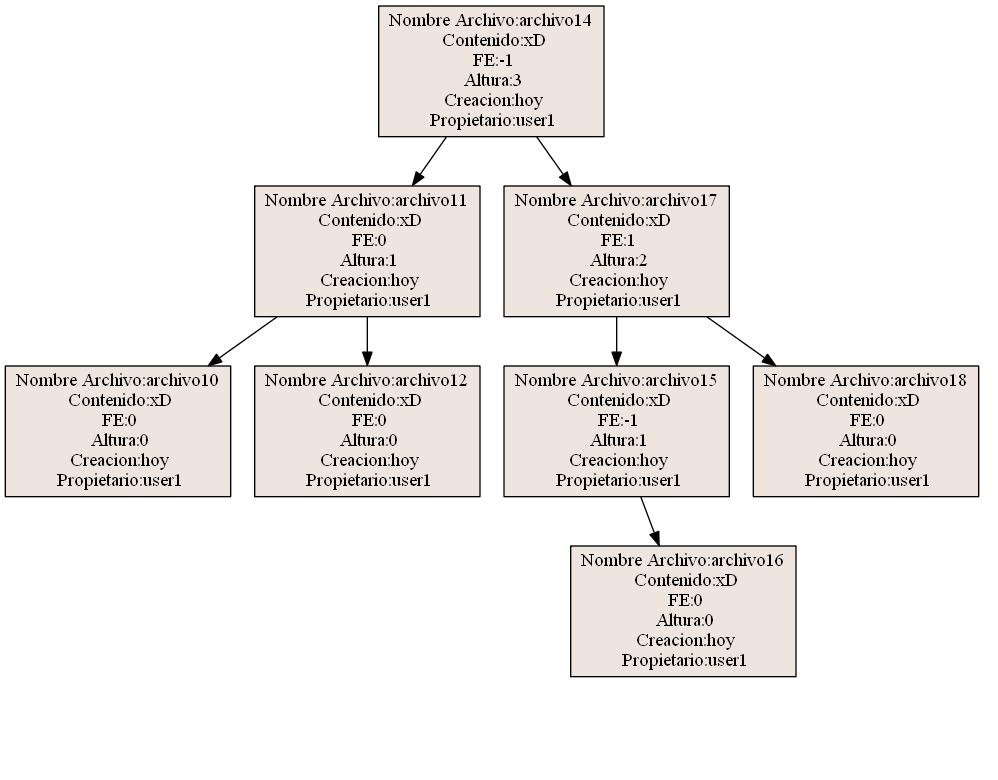 Nombre Archivo:archivo14
Contenido:xD
FE:-1
Altura:3
Creacion:hoy
Propietario:user1
Nombre Archivo:archivo11
Contenido:xD
FE:0
Altura:1
Creacion:hoy
Propietario:user1
Nombre Archivo:archivo17
Contenido:xD
FE:1
Altura:2
Creacion:hoy
Propietario:user1
Nombre Archivo:archivo10
Contenido:xD
FE:0
Altura:0
Creacion:hoy
Propietario:user1
Nombre Archivo:archivo12
Contenido:xD
FE:0
Altura:0
Creacion:hoy
Propietario:user1
Nombre Archivo:archivo15
Contenido:xD
FE:-1
Altura:1
Creacion:hoy
Propietario:user1
Nombre Archivo:archivo18
Contenido:xD
FE:0
Altura:0
Creacion:hoy
Propietario:user1
Nombre Archivo:archivo16
Contenido:xD
FE:0
Altura:0
Creacion:hoy
Propietario:user1